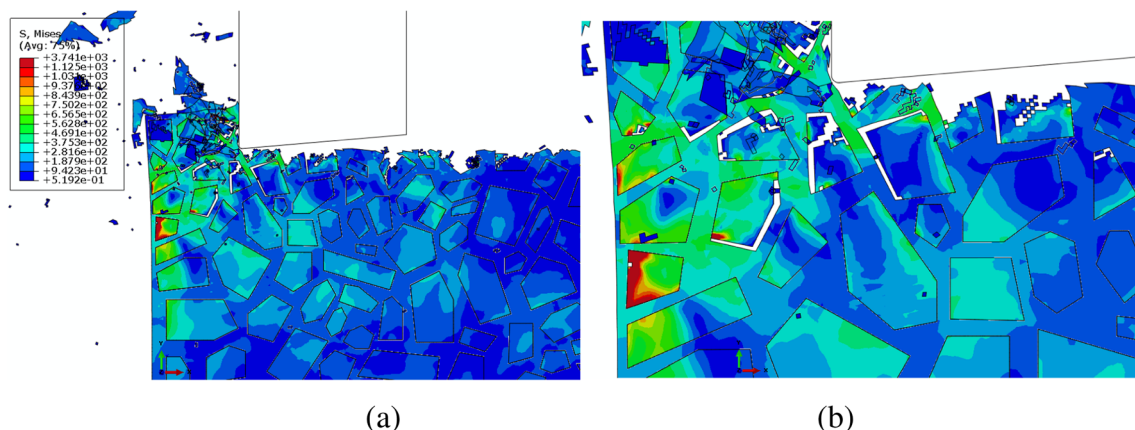 S, Mises
(Avg: 75%)
+3.741e+03
+1.125e+03
+1.031e+03
+9.377e+02
+8.439e+02
+7.502e+02
+6.565e+02
+5.628e+02
+4.691e+02
+3.753e+02
+2.816e+02
+1.879e+02
+9.423e+01
+5.192e-01
(a)
(b)